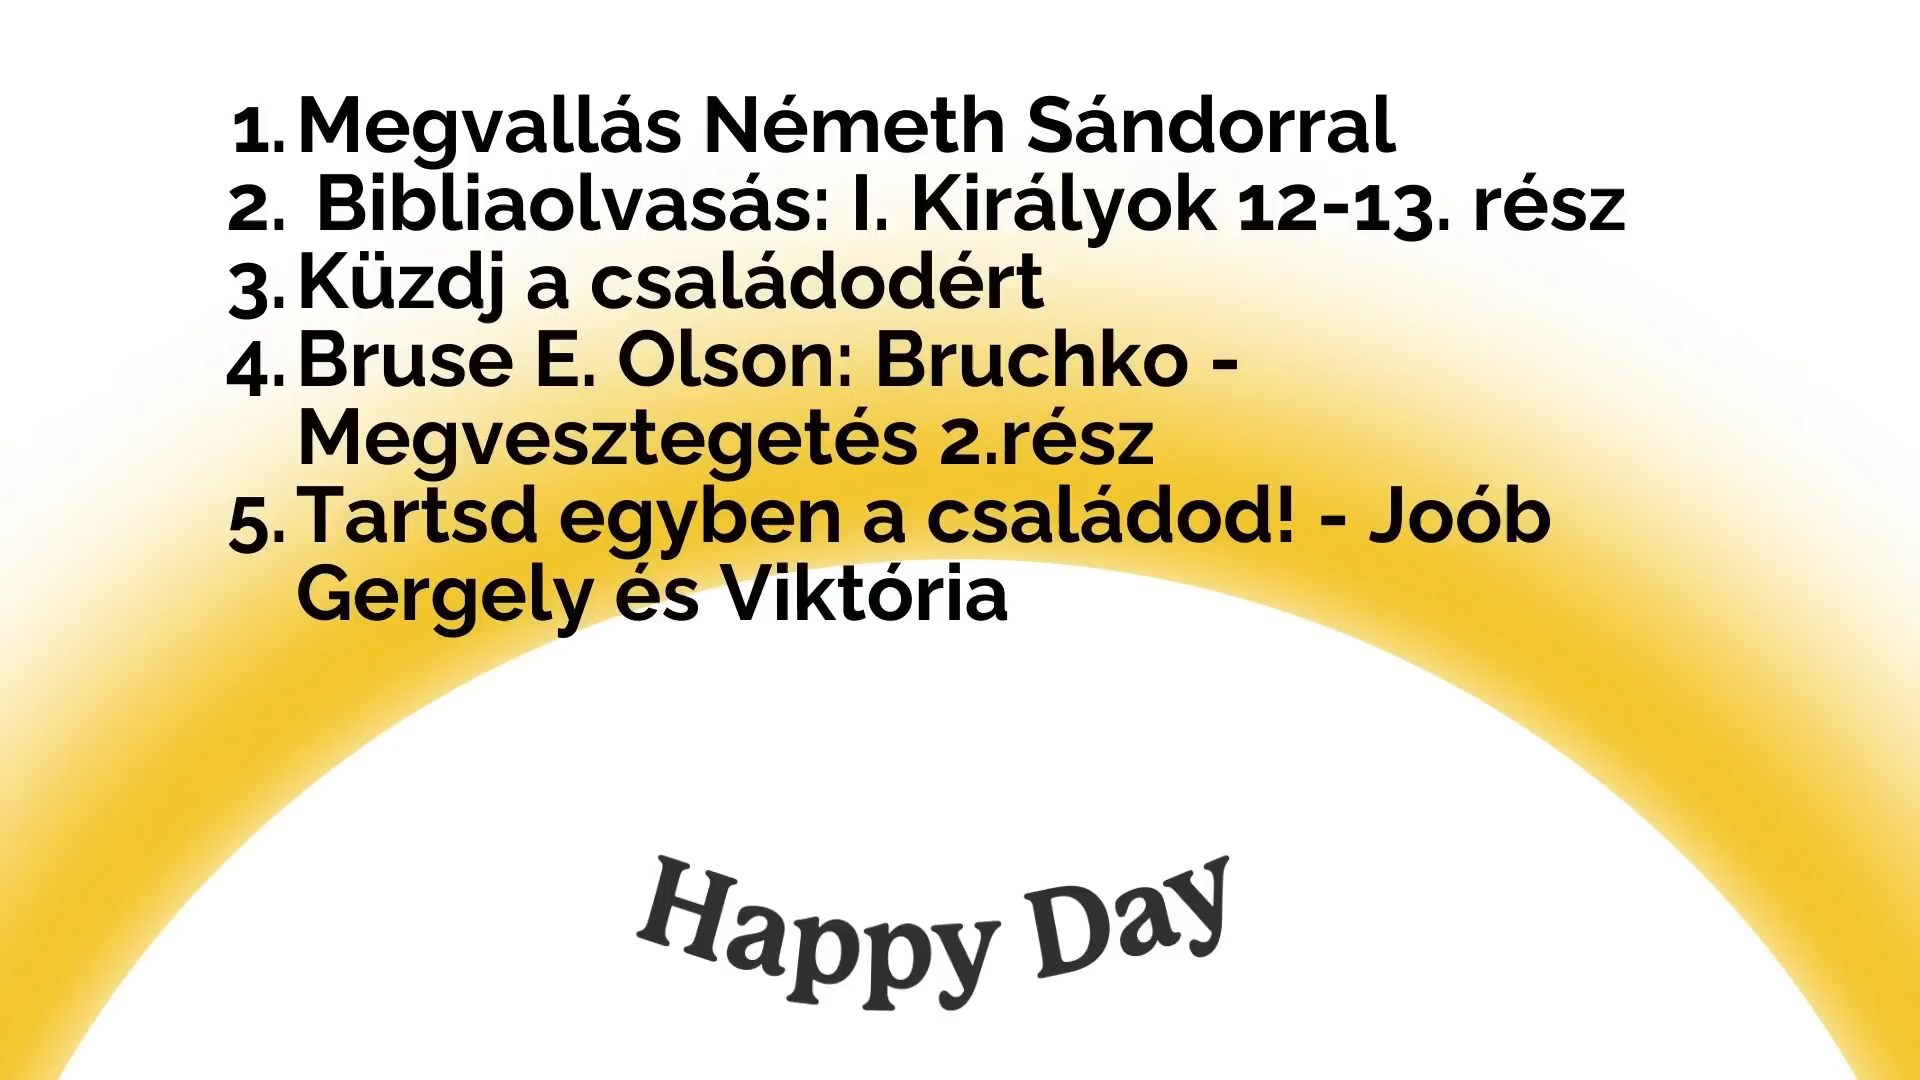 1. Megvallás Németh Sándorral
2. Bibliaolvasás: I. Királyok 12-13. rész
3. Küzdj a családodért
4. Bruse E. Olson: Bruchko -
Megvesztegetés 2.rész
5. Tartsd egyben a családod! - Joób
Gergely és Viktória
Happy Day